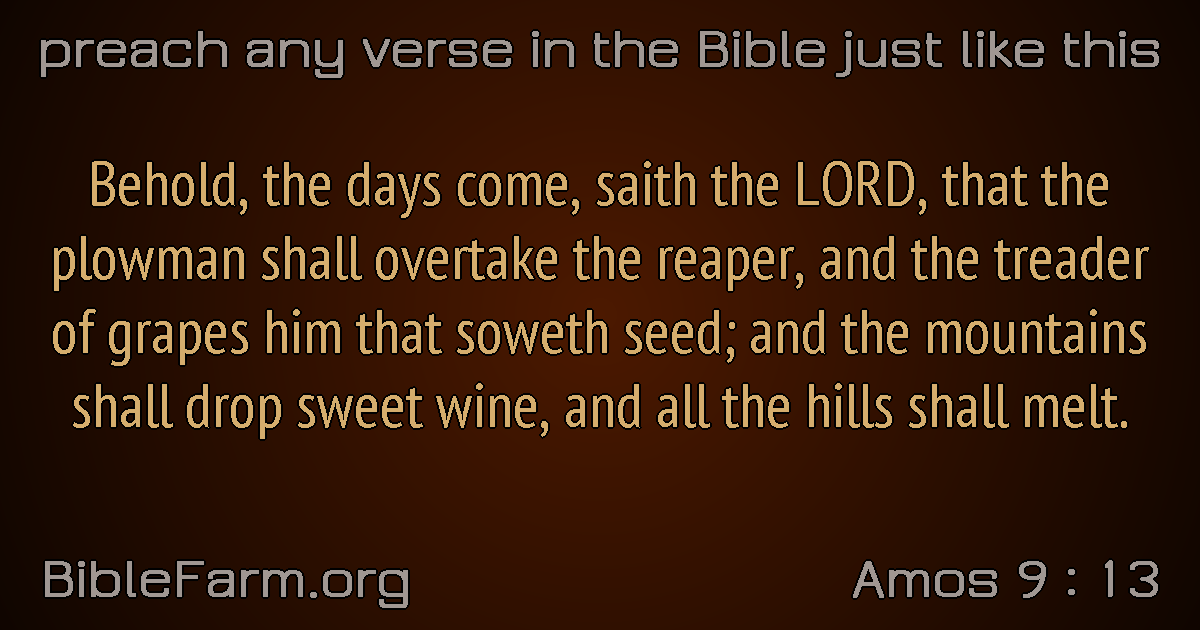 preach any verse in the Bible just like this
Behold, the days come, saith the LORD, that the
plowman shall overtake the reaper, and the treader
of grapes him that soweth seed; and the mountains
shall drop sweet wine, and all the hills shall melt.
BibleFarm.org
Amos 9 : 13